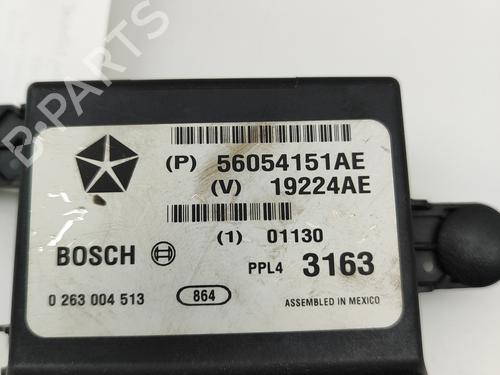 B-PARTS
(P) 56054151AE
(V) 19224AE
(1) 01130
BOSCH
PPL4 3163
0 263 004 513
864
ASSEMBLED IN MEXICO